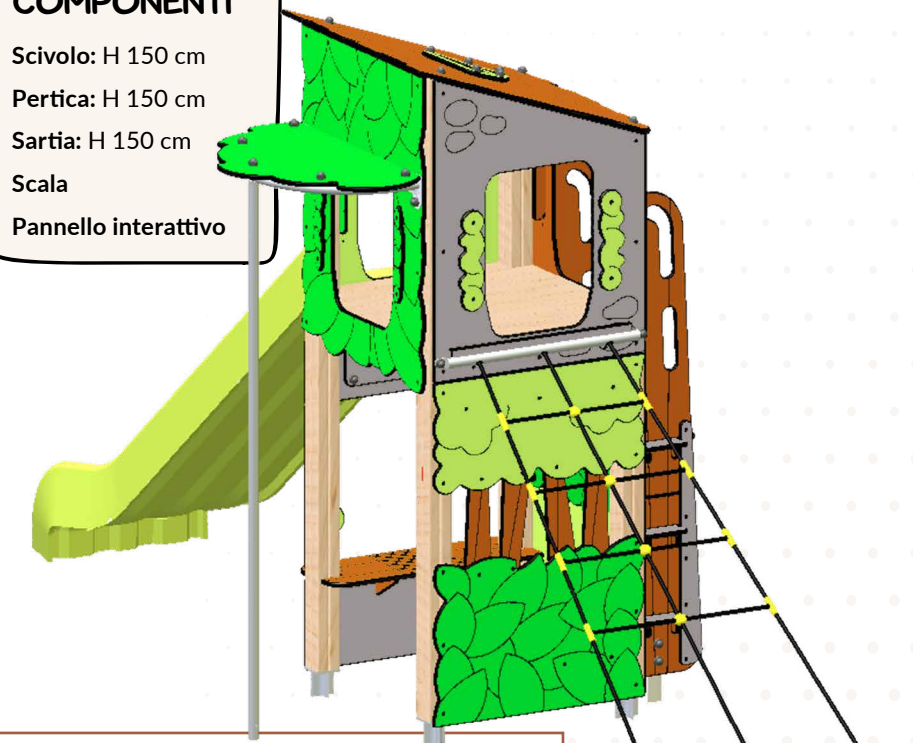 COMPONENTI
Scivolo: H 150 cm
Pertica: H 150 cm
Sartia: H 150 cm
Scala
Pannello interattivo